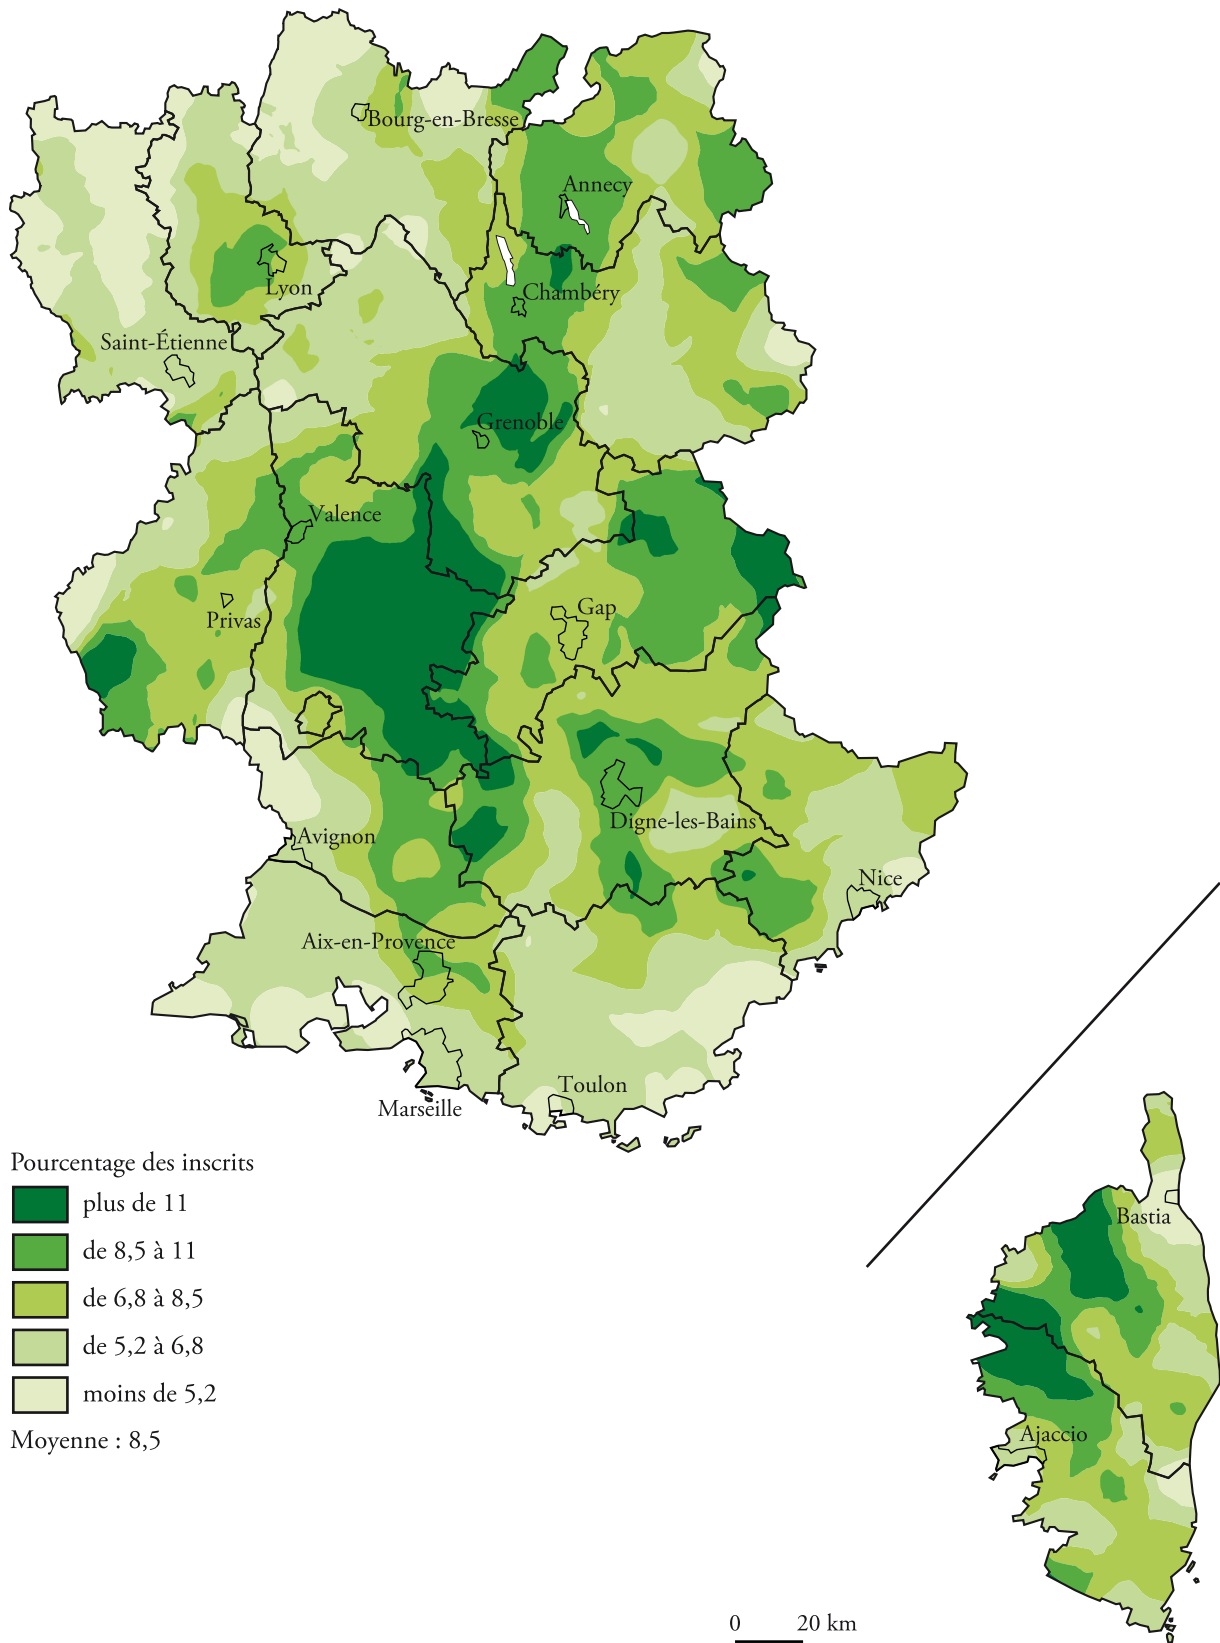 Bourg-en-Bresse
Annecy
Lyon
Chambéry
Saint-Étienne
Grenoble
Valence
Privas
Gap
Avignon
Digne-les-Bains
Nice
Aix-en-Provence
Toulon
Marseille
Pourcentage des inscrits
plus de 11
de 8,5 à 11
de 6,8 à 8,5
de 5,2 à 6,8
moins de 5,2
Moyenne : 8,5
Bastia
Ajaccio
0 20 km